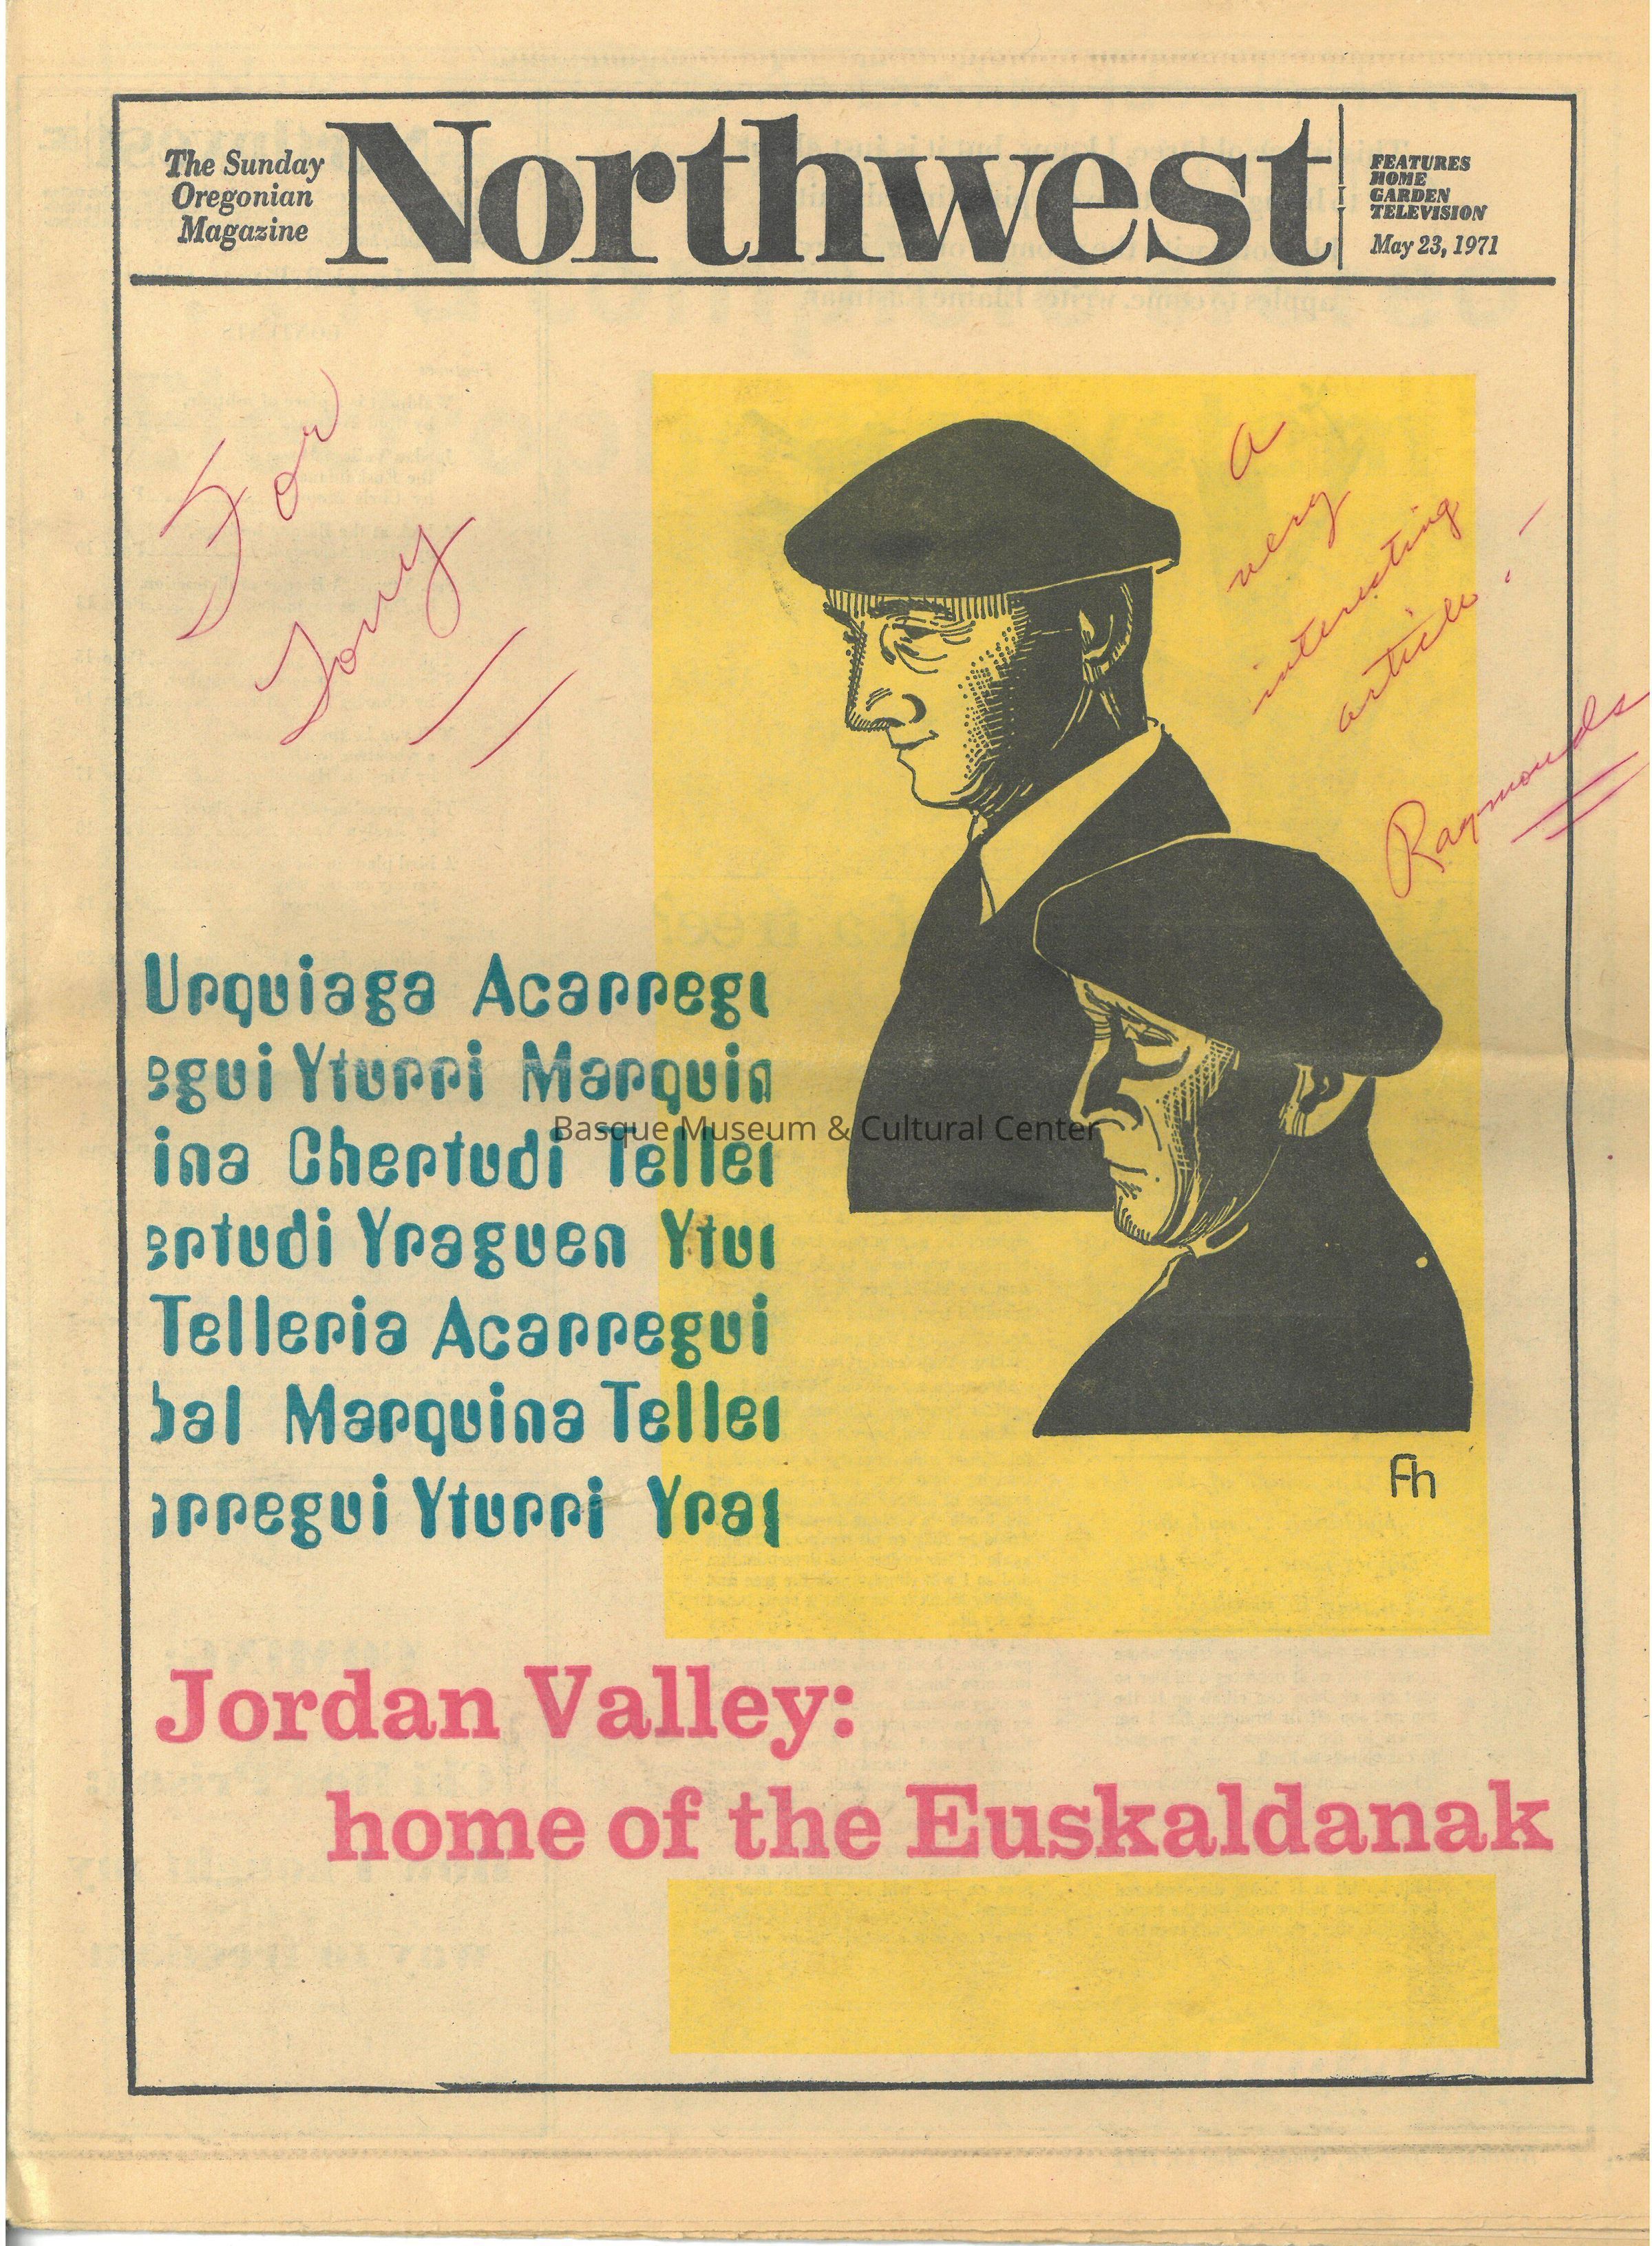 The Sunday
Oregonian
Magazine
Northwest
FEATURES
HOME
GARDEN
TELEVISION
May 23, 1971
For
Tony
a
very
interesting
article! -
Raymonds
Urquiaga Acarregu
egui Yturri Marquin
Basque Museum & Cultural Center
ina Chertudi Teller
ertudi Yraguen Ytur
Telleria Acarregui
bal Marquina Teller
arregui Yturri Yrag
Fh
Jordan Valley:
home of the Euskaldanak